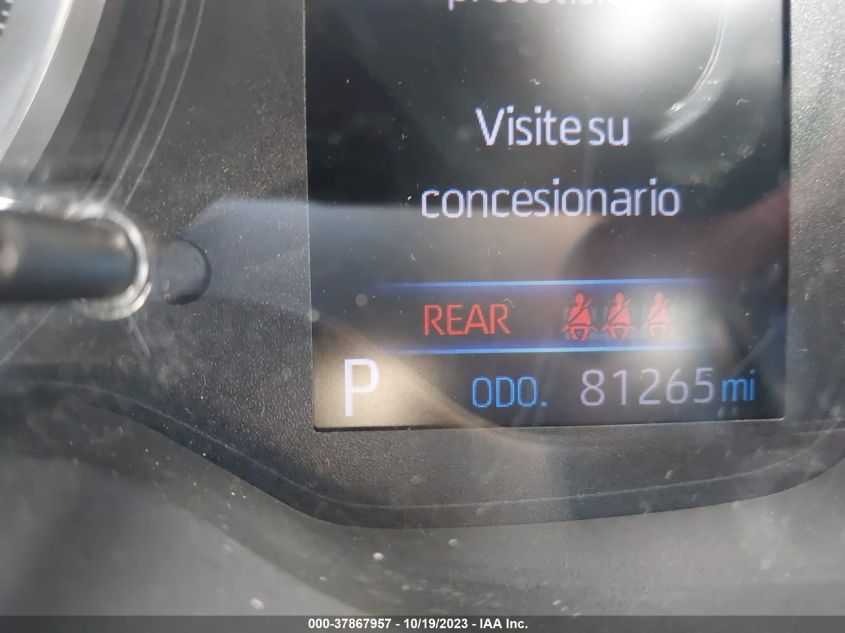 Visite su
concesionario
REAR
P ODO. 81265 mi
000-37867957 - 10/19/2023 - IAA Inc.